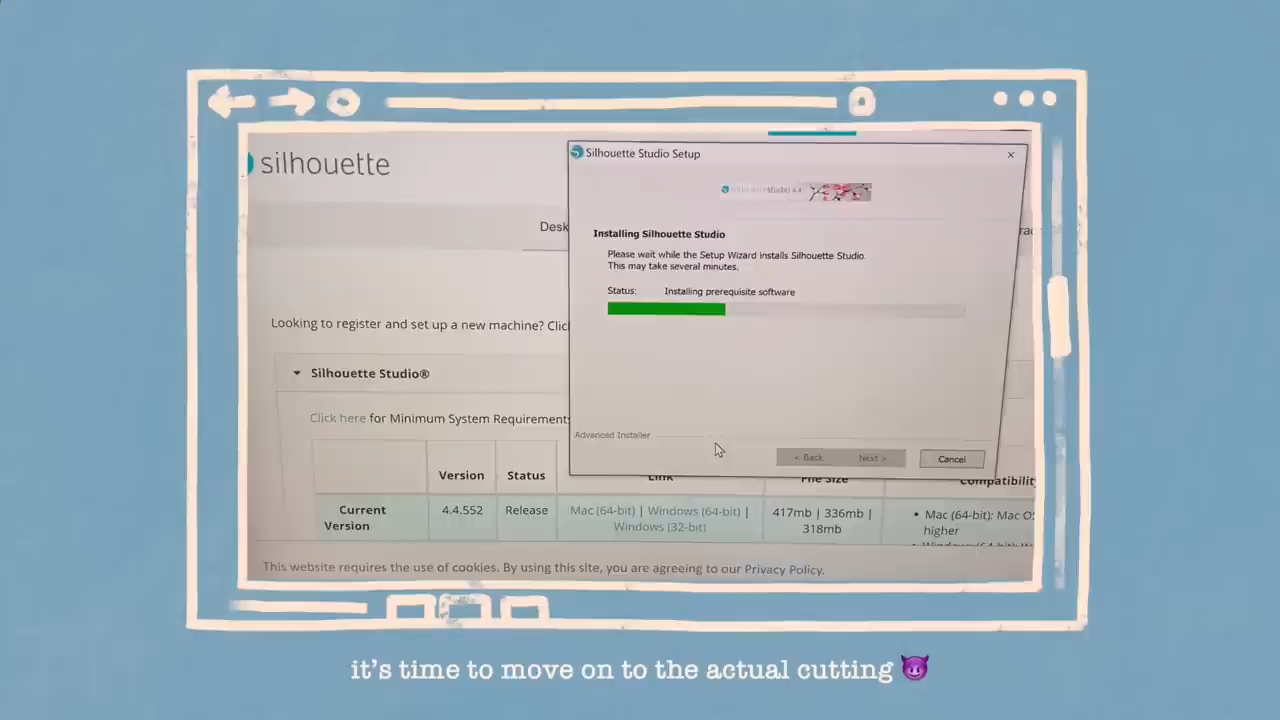 silhouette
Silhouette Studio Setup
Studio 4.4
Desk
Installing Silhouette Studio
Please wait while the Setup Wizard installs Silhouette Studio.
This may take several minutes.
Status: Installing prerequisite software
Looking to register and set up a new machine? Clic
Silhouette Studio®
Click here for Minimum System Requirements
Advanced Installer
< Back Next > Cancel
Version Status Link File Size Compatibility
Current
Version
4.4.552 Release
Mac (64-bit) | Windows (64-bit) |
Windows (32-bit)
417mb | 336mb |
318mb
• Mac (64-bit): Mac OS
higher
This website requires the use of cookies. By using this site, you are agreeing to our Privacy Policy.
it's time to move on to the actual cutting 😈